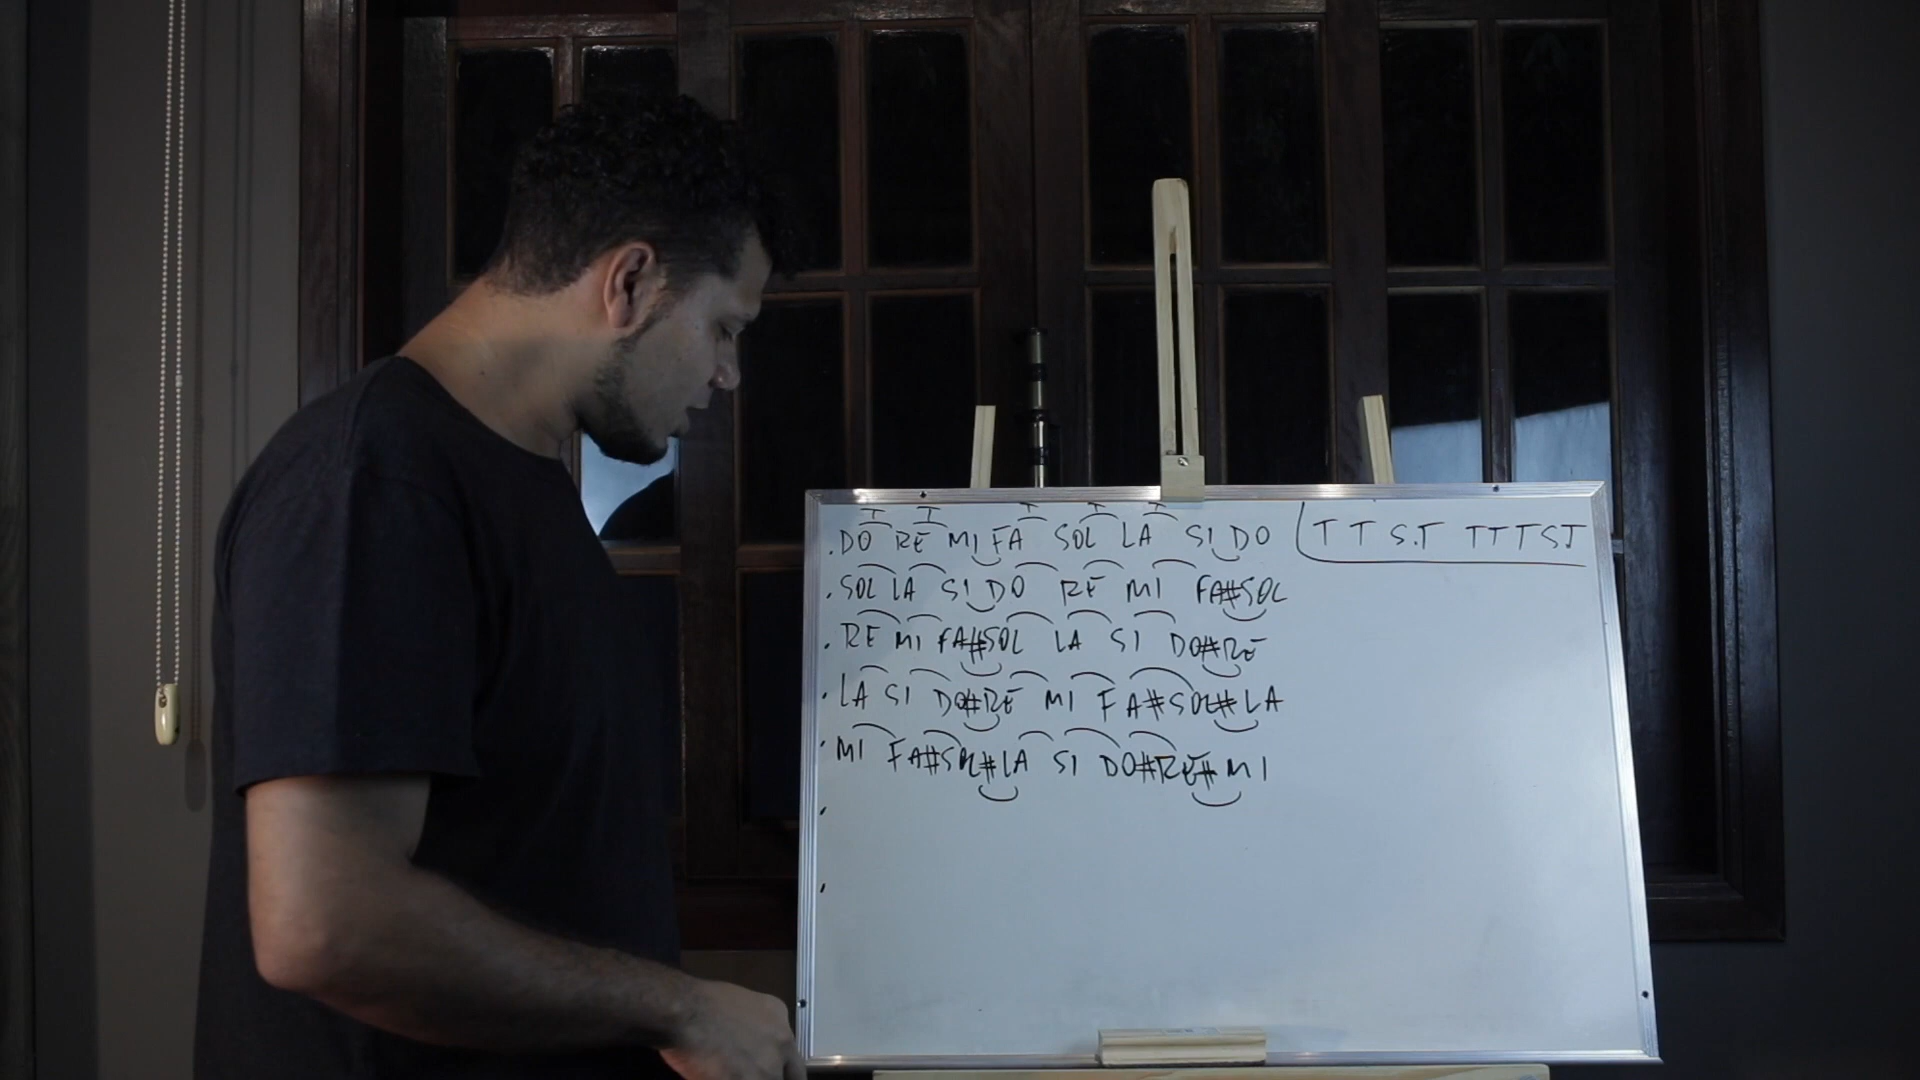 T T T T T
. DO RE MI FA SOL LA SI DO T T S.T T T T S T
. SOL LA SI DO RE MI FA# SOL
. RE MI FA# SOL LA SI DO# RE
. LA SI DO# RE MI FA# SOL# LA
. MI FA# SOL# LA SI DO# RE# MI
.
.